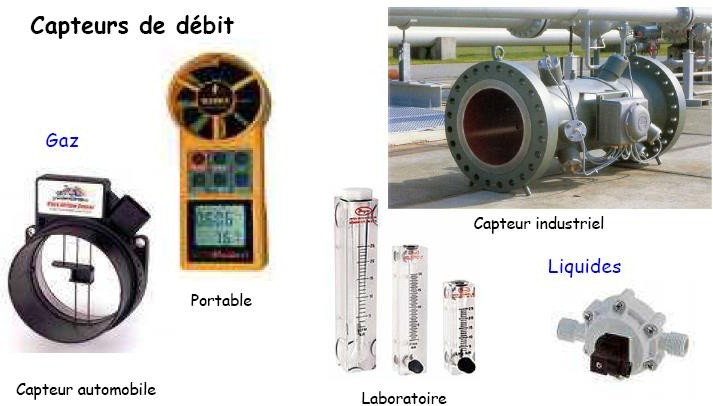 Capteurs de débit
Gaz
Capteur industriel
Liquides
Portable
Capteur automobile
Laboratoire